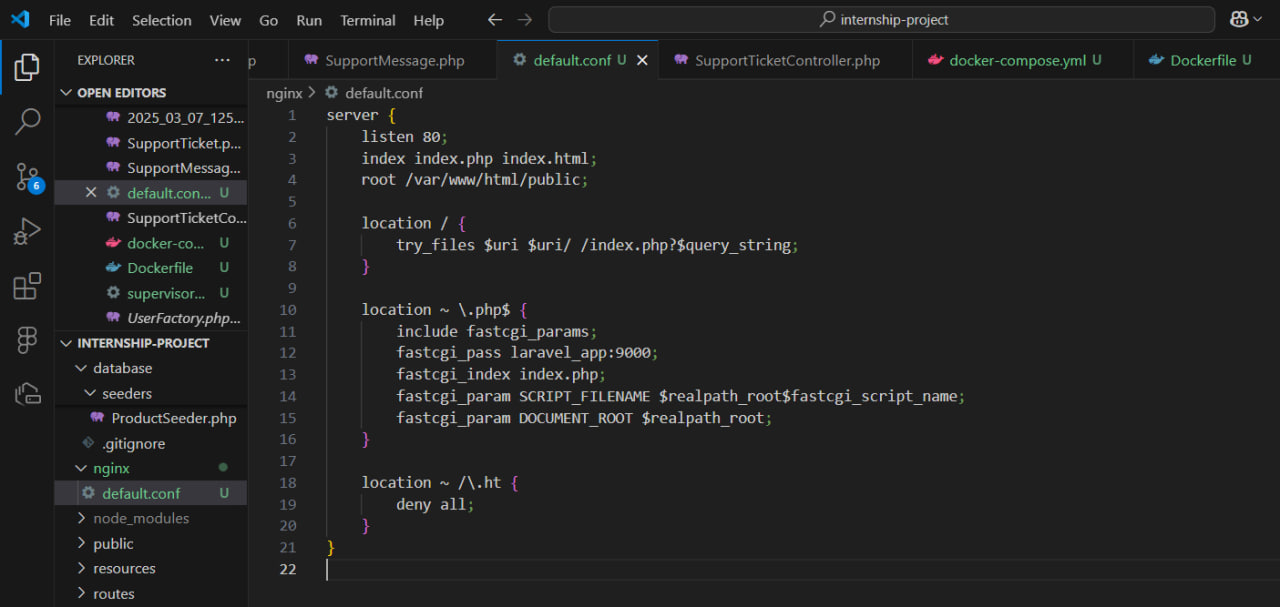 File Edit Selection View Go Run Terminal Help internship-project
EXPLORER ...
p SupportMessage.php default.conf U SupportTicketController.php docker-compose.yml U Dockerfile U
OPEN EDITORS
2025_03_07_125...
SupportTicket.p...
SupportMessag...
default.con... U
SupportTicketCo...
docker-co... U
Dockerfile U
supervisor... U
UserFactory.php...
INTERNSHIP-PROJECT
database
seeders
ProductSeeder.php
.gitignore
nginx
default.conf U
node_modules
public
resources
routes
6
nginx > default.conf
1 server {
2 listen 80;
3 index index.php index.html;
4 root /var/www/html/public;
5
6 location / {
7 try_files $uri $uri/ /index.php?$query_string;
8 }
9
10 location ~ \.php$ {
11 include fastcgi_params;
12 fastcgi_pass laravel_app:9000;
13 fastcgi_index index.php;
14 fastcgi_param SCRIPT_FILENAME $realpath_root$fastcgi_script_name;
15 fastcgi_param DOCUMENT_ROOT $realpath_root;
16 }
17
18 location ~ /\.ht {
19 deny all;
20 }
21 }
22